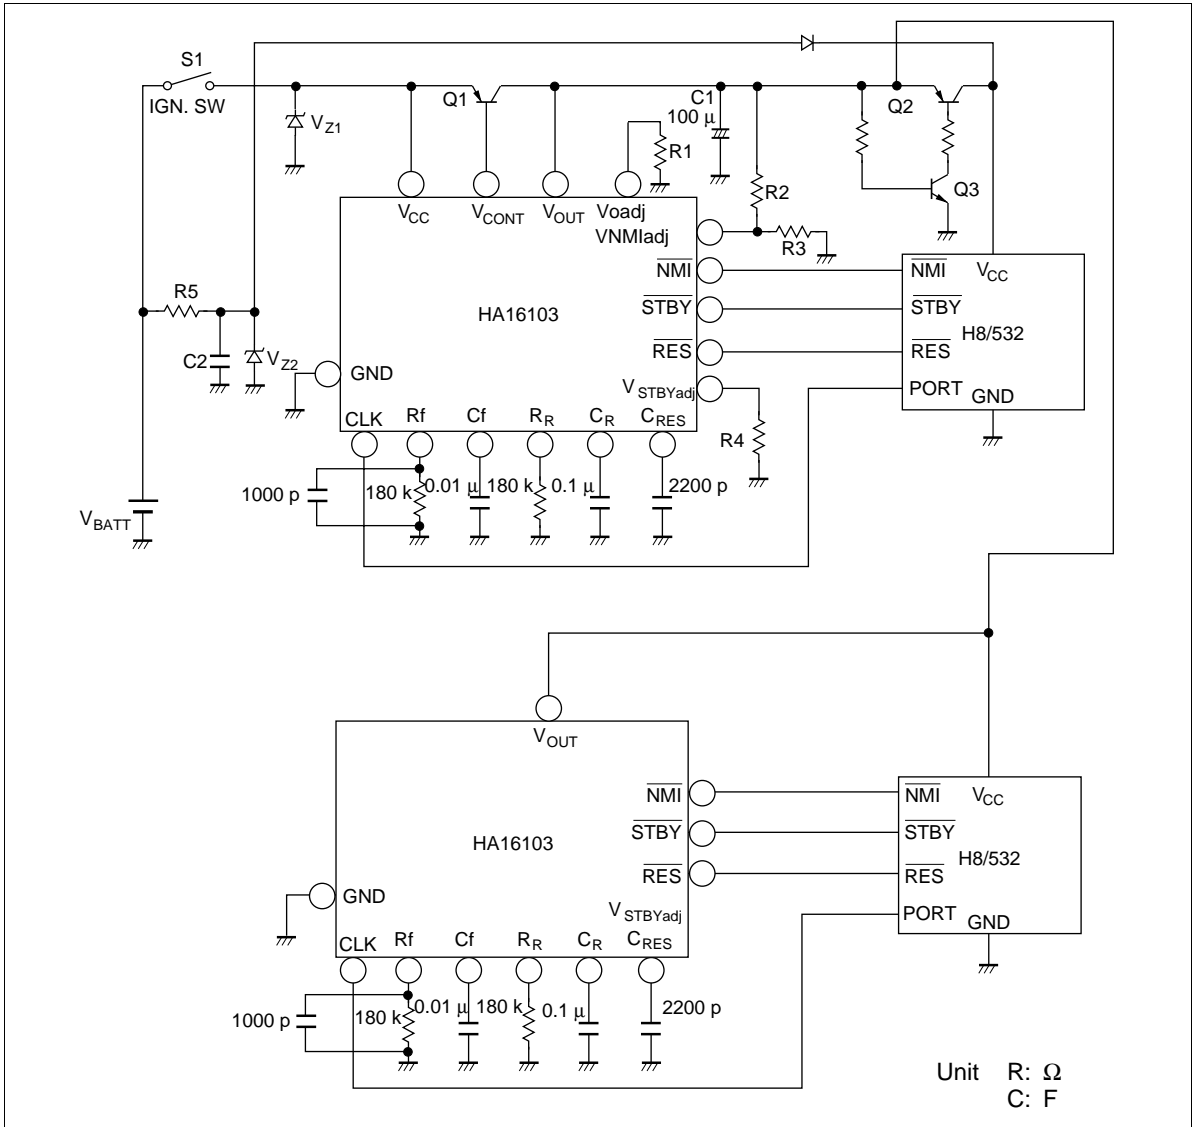 S1
IGN. SW
VZ1
Q1
C1
100 μ
R1
Q2
R2
Q3
R3
VCC
VCONT
VOUT
Voadj
VNMIadj
NMI
STBY
RES
VSTBYadj
HA16103
GND
CLK
Rf
Cf
RR
CR
CRES
R5
C2
VZ2
VBATT
1000 p
180 k
0.01 μ
180 k
0.1 μ
2200 p
R4
NMI
VCC
STBY
H8/532
RES
PORT
GND
VOUT
HA16103
NMI
STBY
RES
VSTBYadj
GND
CLK
Rf
Cf
RR
CR
CRES
1000 p
180 k
0.01 μ
180 k
0.1 μ
2200 p
NMI
VCC
STBY
H8/532
RES
PORT
GND
Unit R: Ω
C: F